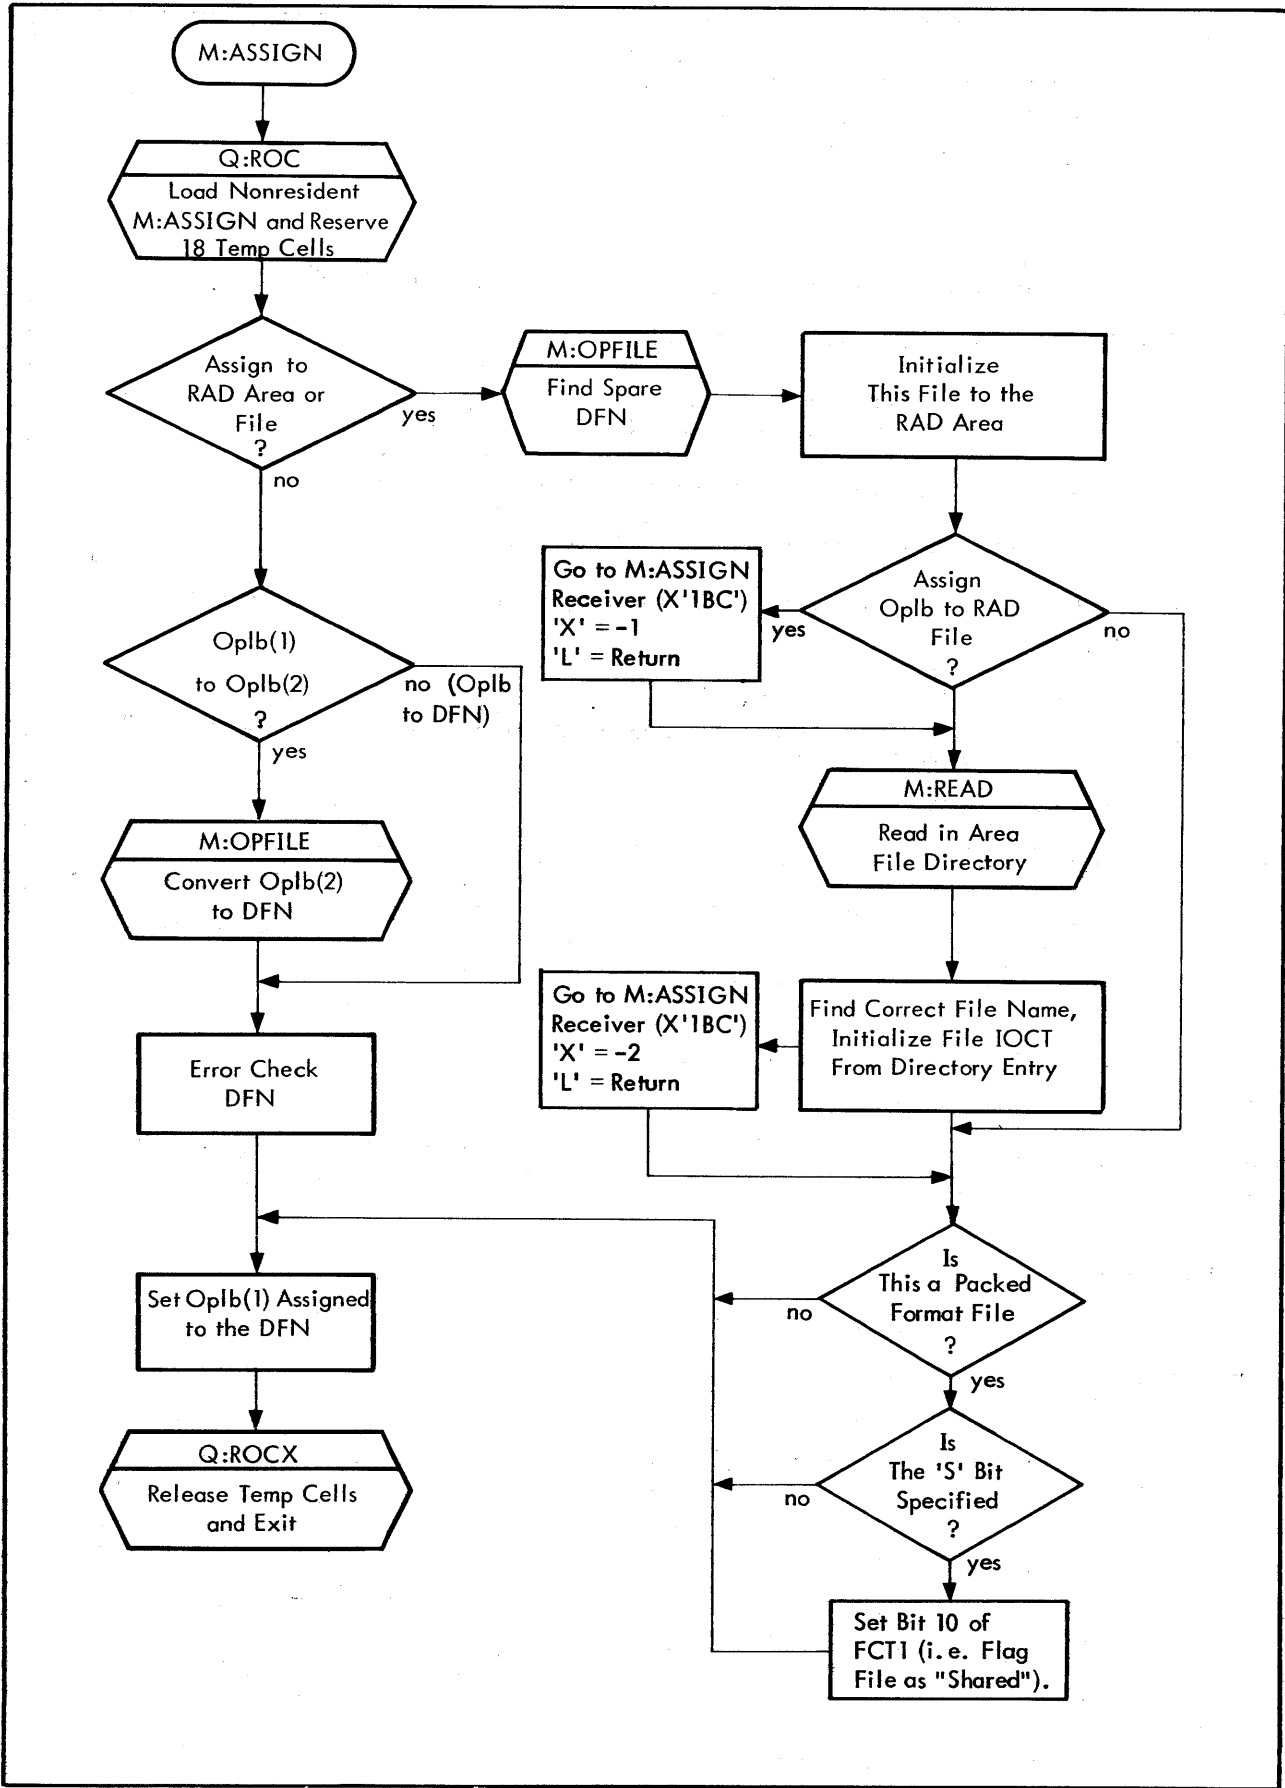 M:ASSIGN
Q:ROC
Load Nonresident
M:ASSIGN and Reserve
18 Temp Cells
Assign to
RAD Area or
File
?
yes
no
M:OPFILE
Find Spare
DFN
Initialize
This File to the
RAD Area
Assign
Oplb to RAD
File
?
yes
no
Go to M:ASSIGN
Receiver (X'1BC')
'X' = -1
'L' = Return
Oplb(1)
to Oplb(2)
?
no (Oplb
to DFN)
yes
M:READ
Read in Area
File Directory
M:OPFILE
Convert Oplb(2)
to DFN
Go to M:ASSIGN
Receiver (X'1BC')
'X' = -2
'L' = Return
Find Correct File Name,
Initialize File IOCT
From Directory Entry
Error Check
DFN
Is
This a Packed
Format File
?
no
yes
Set Oplb(1) Assigned
to the DFN
Is
The 'S' Bit
Specified
?
no
yes
Q:ROCX
Release Temp Cells
and Exit
Set Bit 10 of
FCT1 (i.e. Flag
File as "Shared").